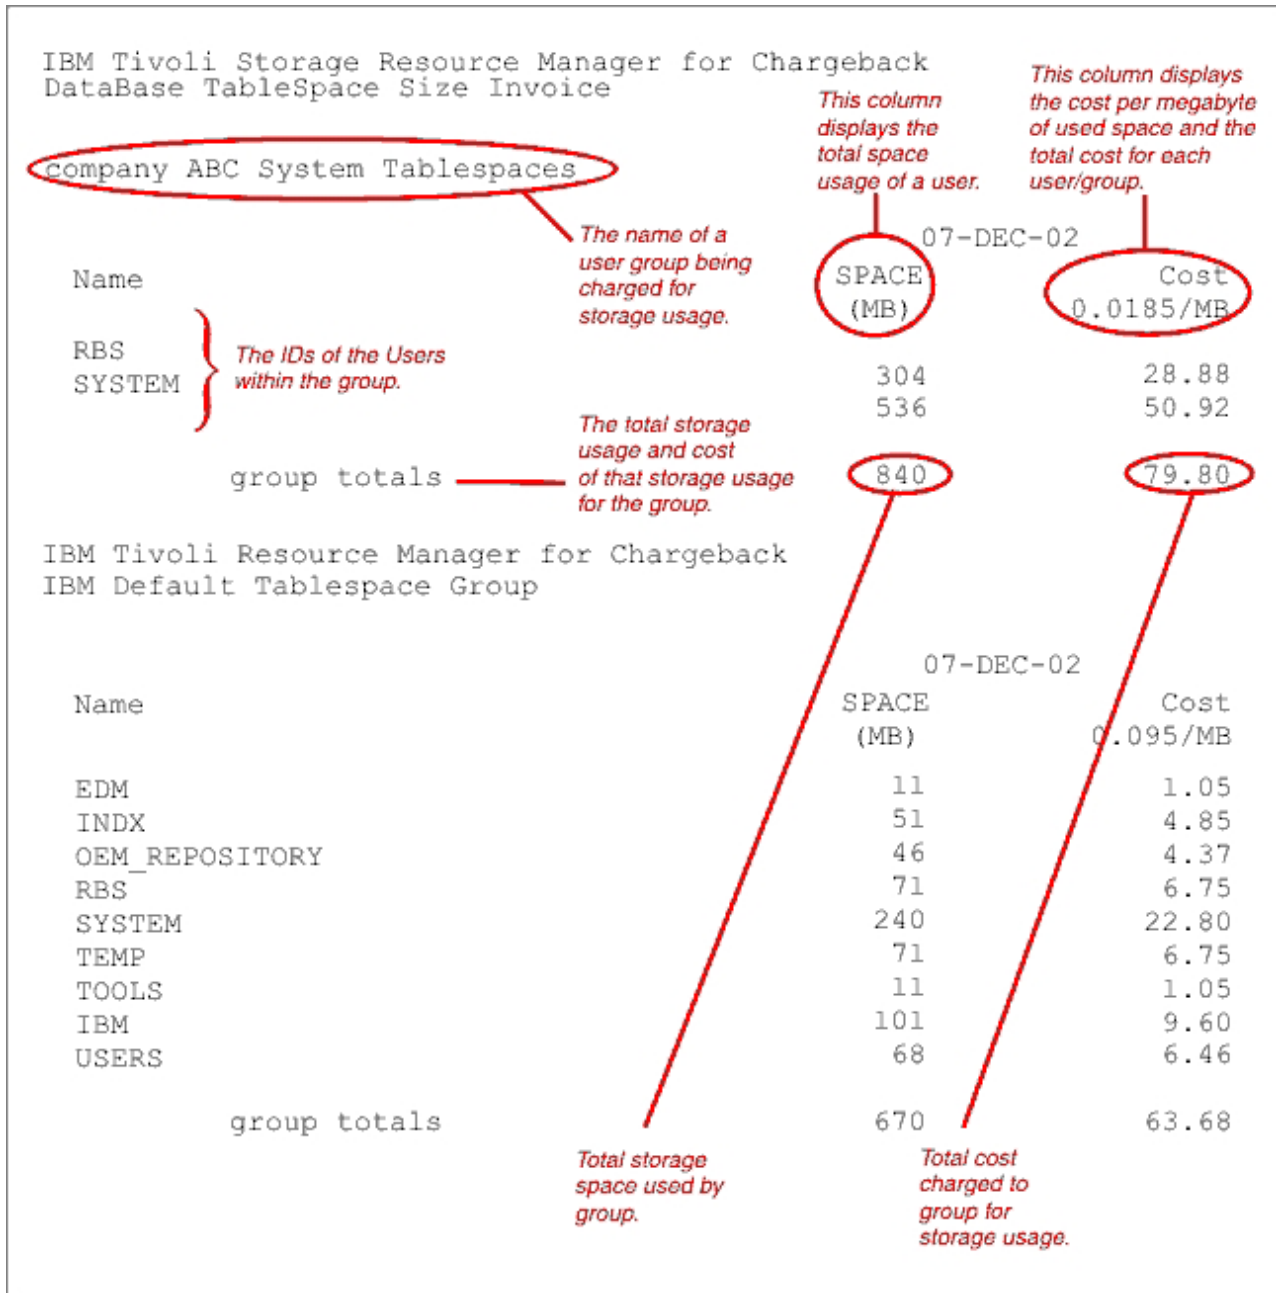 IBM Tivoli Storage Resource Manager for Chargeback
DataBase TableSpace Size Invoice
This column
displays the
total space
usage of a user.
This column displays
the cost per megabyte
of used space and the
total cost for each
user/group.
company ABC System Tablespaces
The name of a
user group being
charged for
storage usage.
07-DEC-02
Name
SPACE
(MB)
Cost
0.0185/MB
RBS
SYSTEM
The IDs of the Users
within the group.
304 28.88
536 50.92
The total storage
usage and cost
of that storage usage
for the group.
group totals 840 79.80
IBM Tivoli Resource Manager for Chargeback
IBM Default Tablespace Group
07-DEC-02
Name SPACE Cost
(MB) 0.095/MB
EDM 11 1.05
INDX 51 4.85
OEM_REPOSITORY 46 4.37
RBS 71 6.75
SYSTEM 240 22.80
TEMP 71 6.75
TOOLS 11 1.05
IBM 101 9.60
USERS 68 6.46
group totals 670 63.68
Total storage
space used by
group.
Total cost
charged to
group for
storage usage.